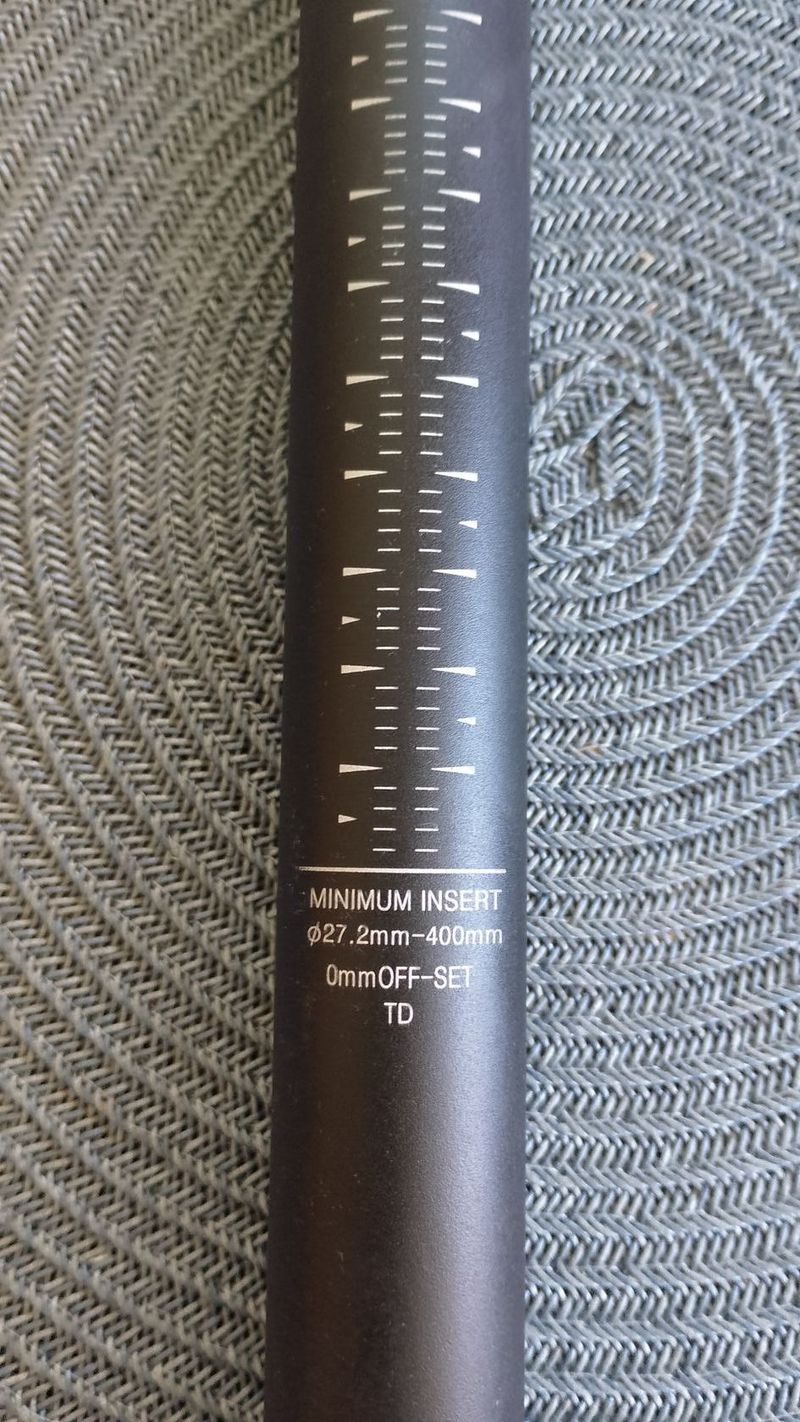 MINIMUM INSERT
ϕ27.2mm-400mm
0mmOFF-SET
TD